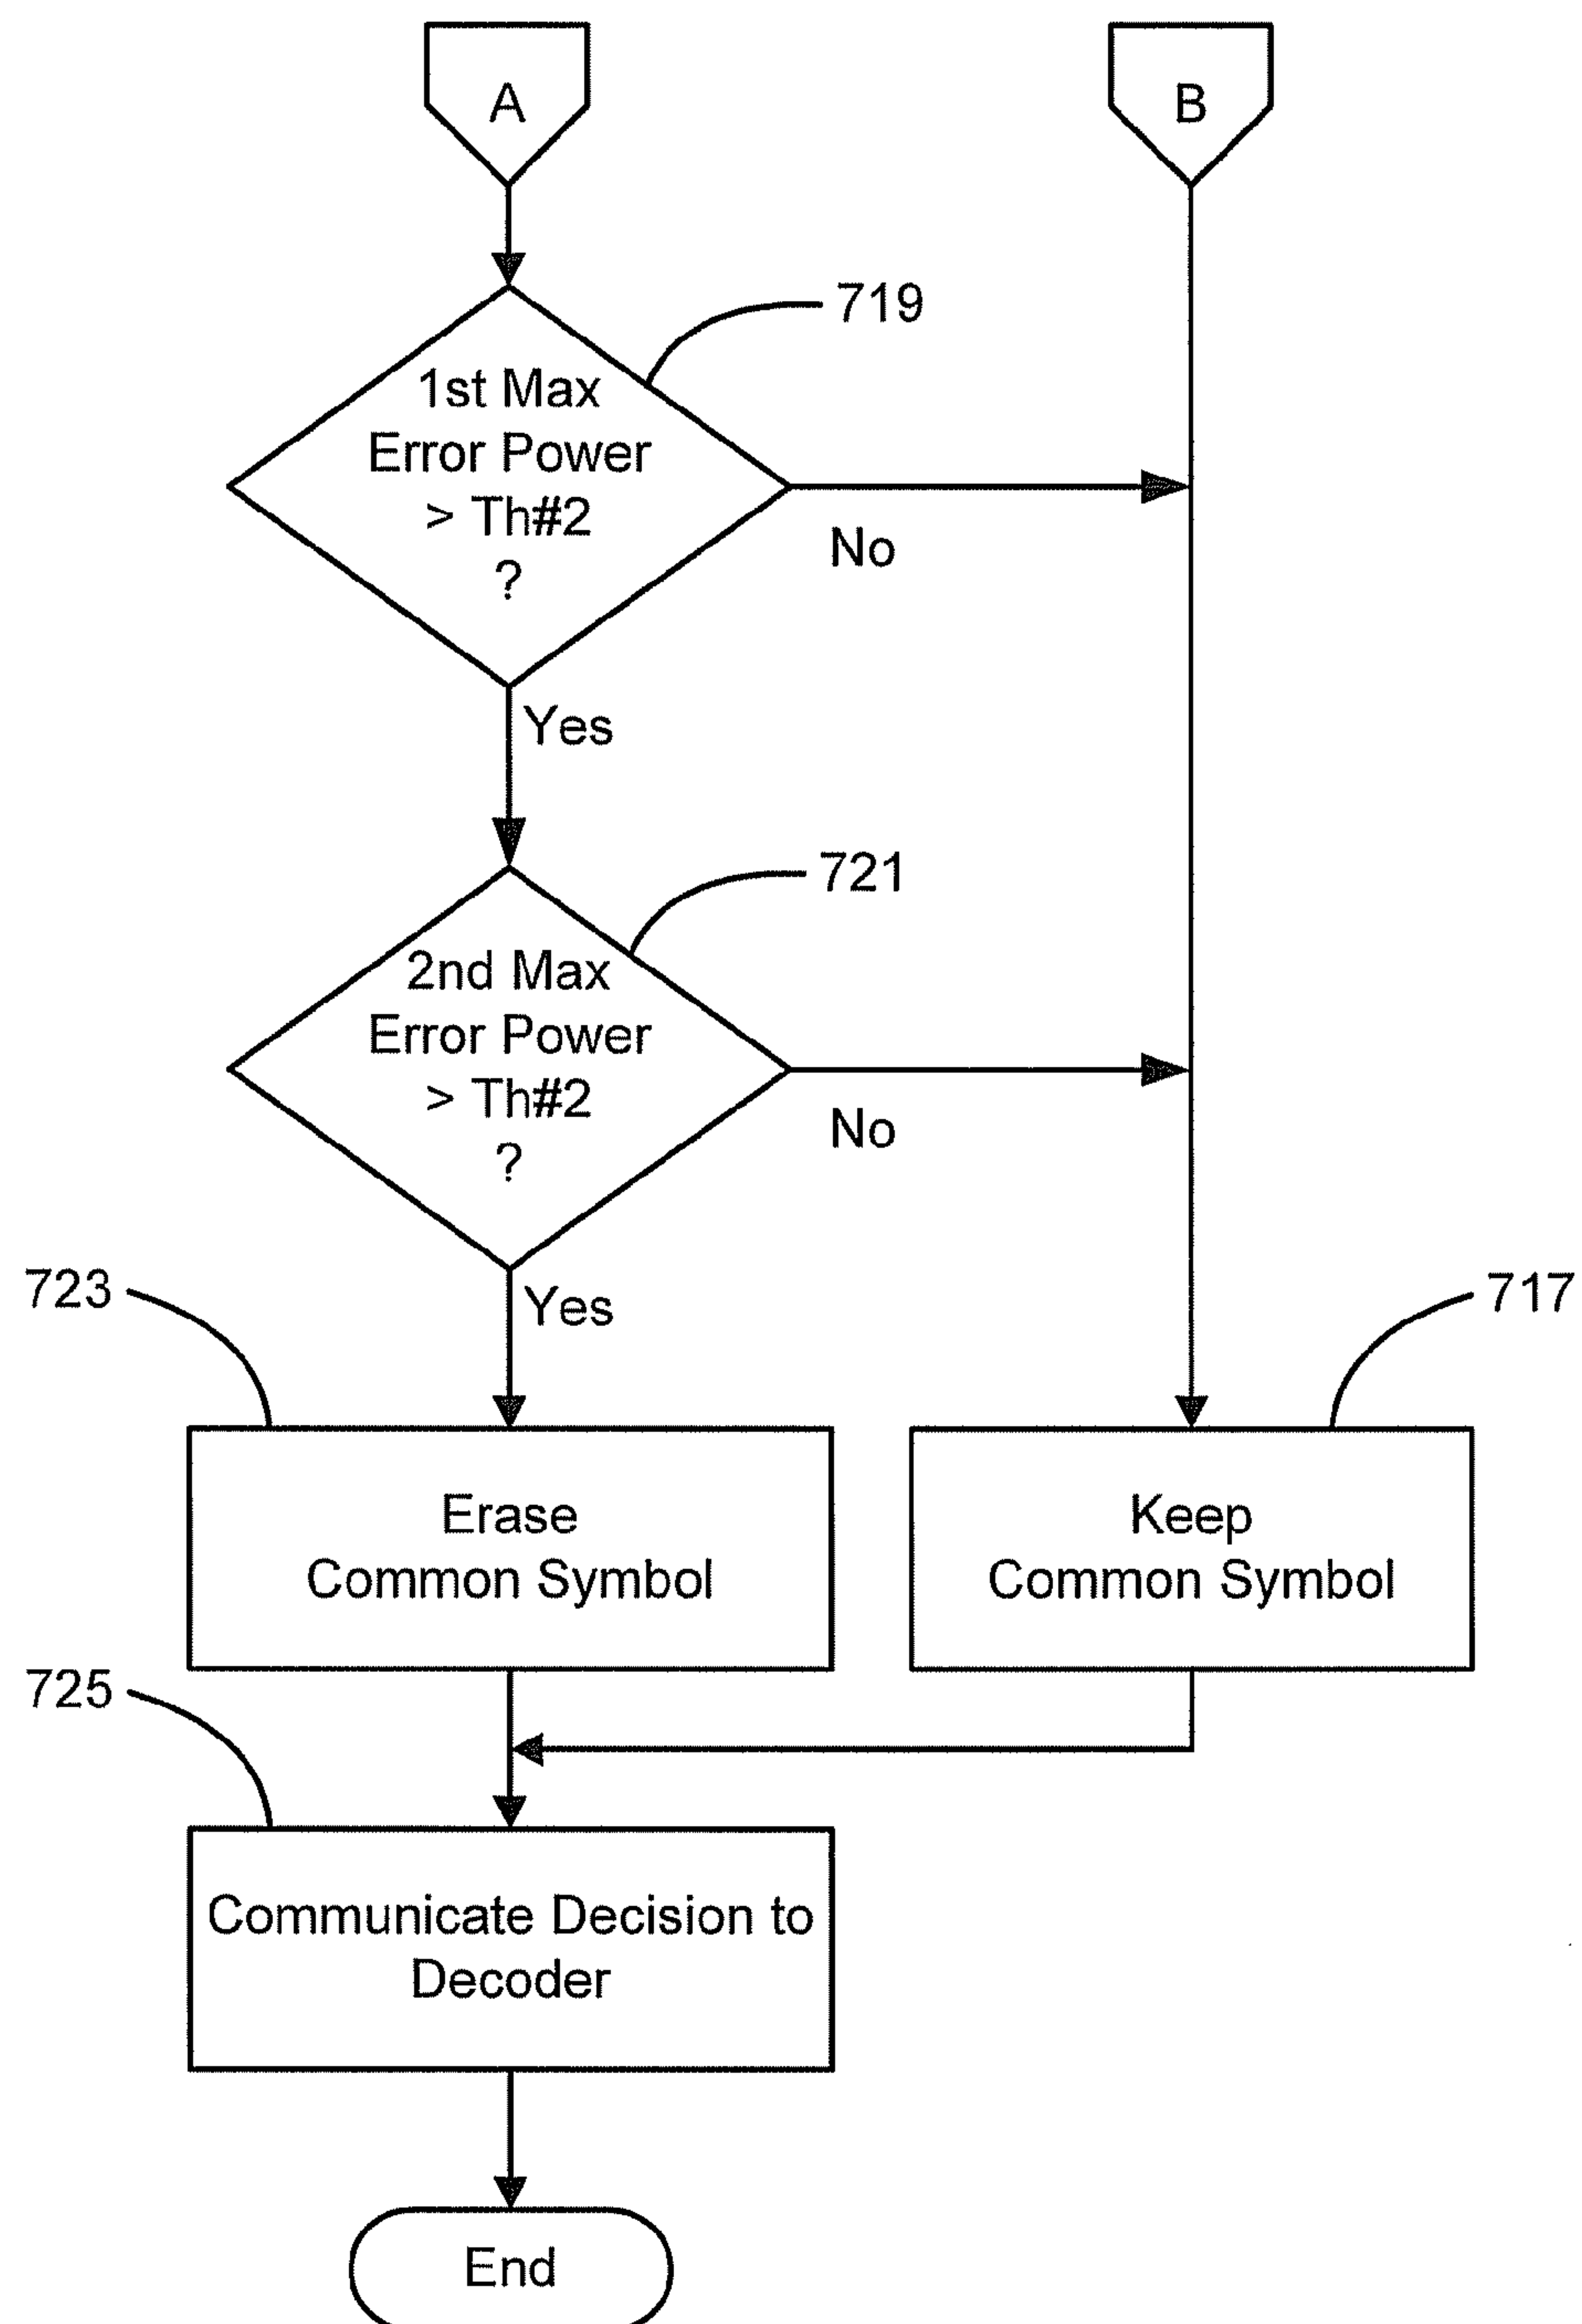 A
B
719
1st Max
Error Power
> Th#2
?
No
Yes
721
2nd Max
Error Power
> Th#2
?
No
Yes
723
717
Erase
Common Symbol
Keep
Common Symbol
725
Communicate Decision to
Decoder
End